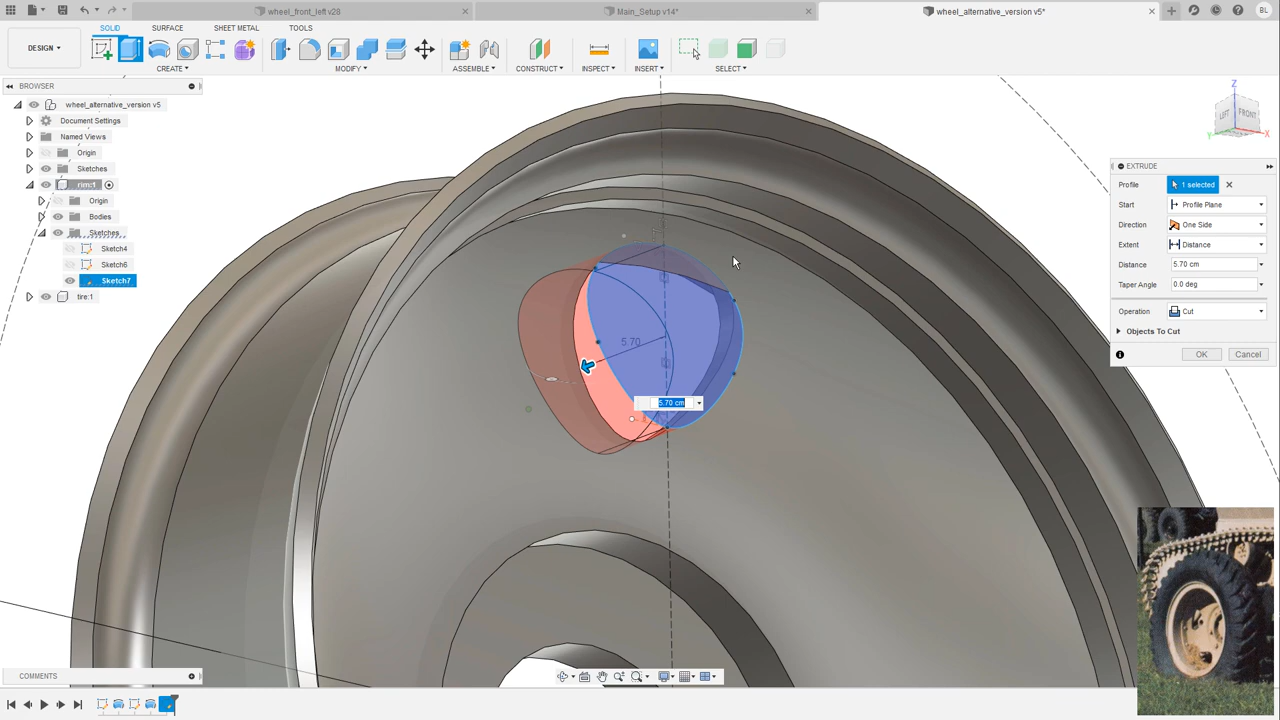 wheel_front_left v28
Main_Setup v14*
wheel_alternative_version v5*
BL
SOLID
SURFACE
SHEET METAL
TOOLS
DESIGN
CREATE
MODIFY
ASSEMBLE
CONSTRUCT
INSPECT
INSERT
SELECT
BROWSER
wheel_alternative_version v5
Document Settings
Named Views
Origin
Sketches
rim:1
Origin
Bodies
Sketches
Sketch4
Sketch6
Sketch7
tire:1
Z
LEFT
FRONT
Y
X
EXTRUDE
Profile
1 selected
Start
Profile Plane
Direction
One Side
Extent
Distance
Distance
5.70 cm
Taper Angle
0.0 deg
Operation
Cut
Objects To Cut
OK
Cancel
5.70
5.70 cm
COMMENTS